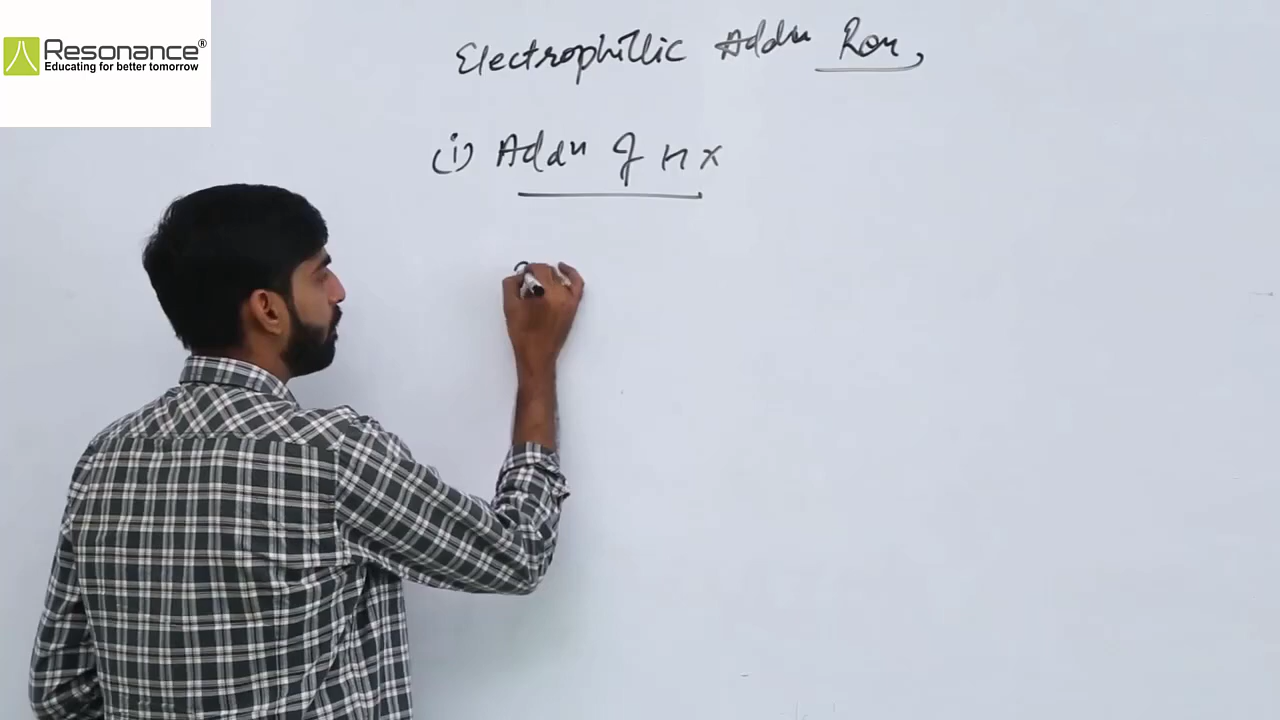 Resonance®
Educating for better tomorrow
Electrophillic Addn Rxn,
(i) Addn of HX